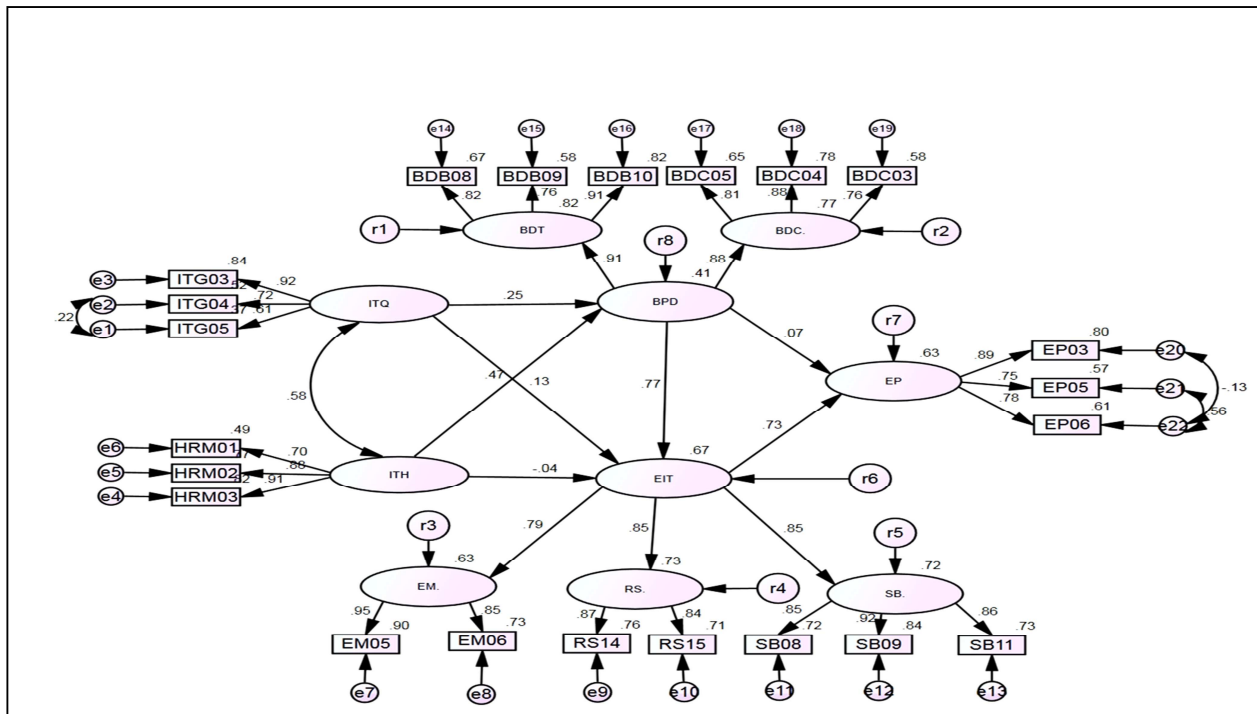 e14 e15 e16 e17 e18 e19
.67 .58 .82 .65 .78 .58
BDB08 BDB09 BDB10 BDC05 BDC04 BDC03
.82 .76 .91 .82 .81 .88 .76 .77
r1 BDT r8 BDC. r2
.91 .88
.84 .41
e3 ITG03 .92
e2 ITG04 .72 ITQ .25 BPD
.22 e1 ITG05 .37 .61
r7
.07 .63 .89 .80 EP03 e20
.58 .47 .13 .77 EP .75 .57 EP05 e21 -.13
.78 .61 EP06 e22 .56
.73
.49
e6 HRM01 .70
e5 HRM02 .88 ITH -.04 EIT .67
e4 HRM03 .91 r6
r3 .79 .85 .85 r5
.63 .73 .72
EM. RS. r4 SB.
.95 .85 .87 .84 .85 .92 .86
.90 .73 .76 .71 .72 .84 .73
EM05 EM06 RS14 RS15 SB08 SB09 SB11
e7 e8 e9 e10 e11 e12 e13